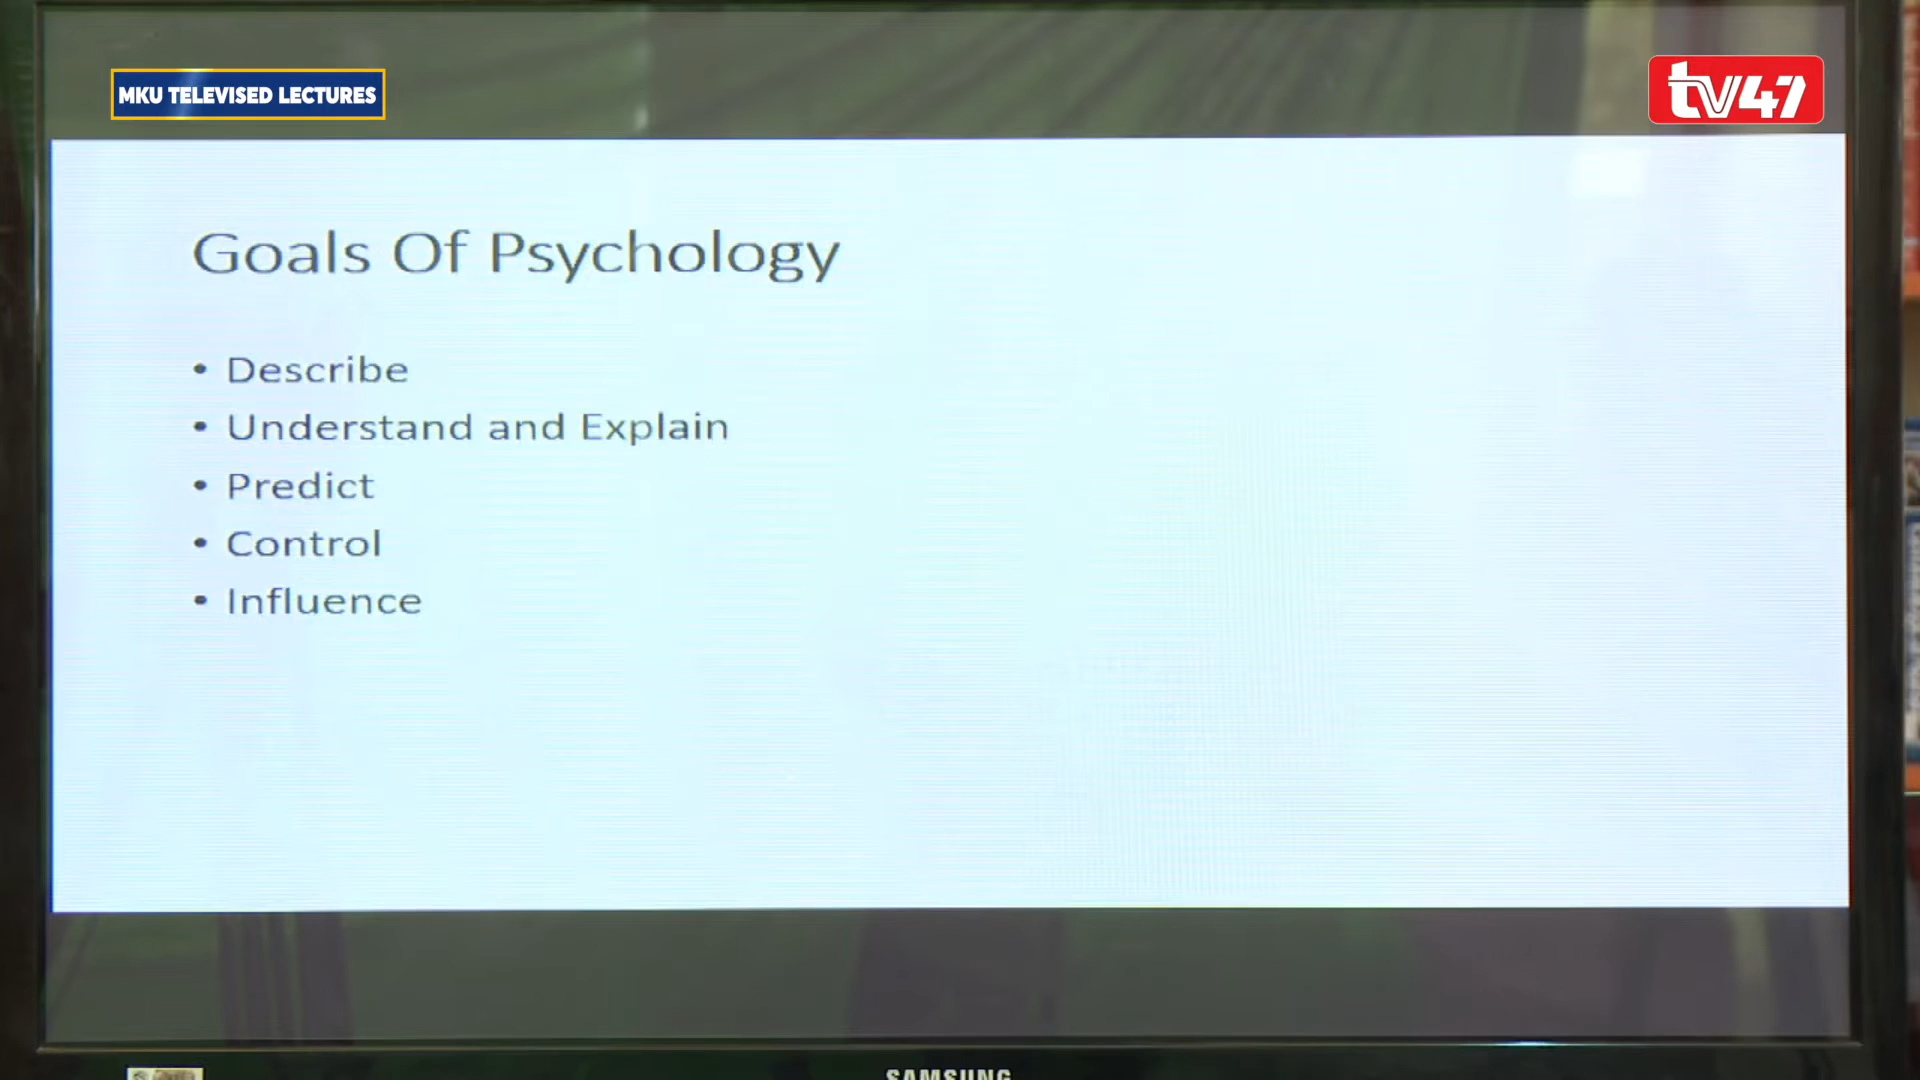 MKU TELEVISED LECTURES
tv47
Goals Of Psychology
• Describe
• Understand and Explain
• Predict
• Control
• Influence
SAMSUNG